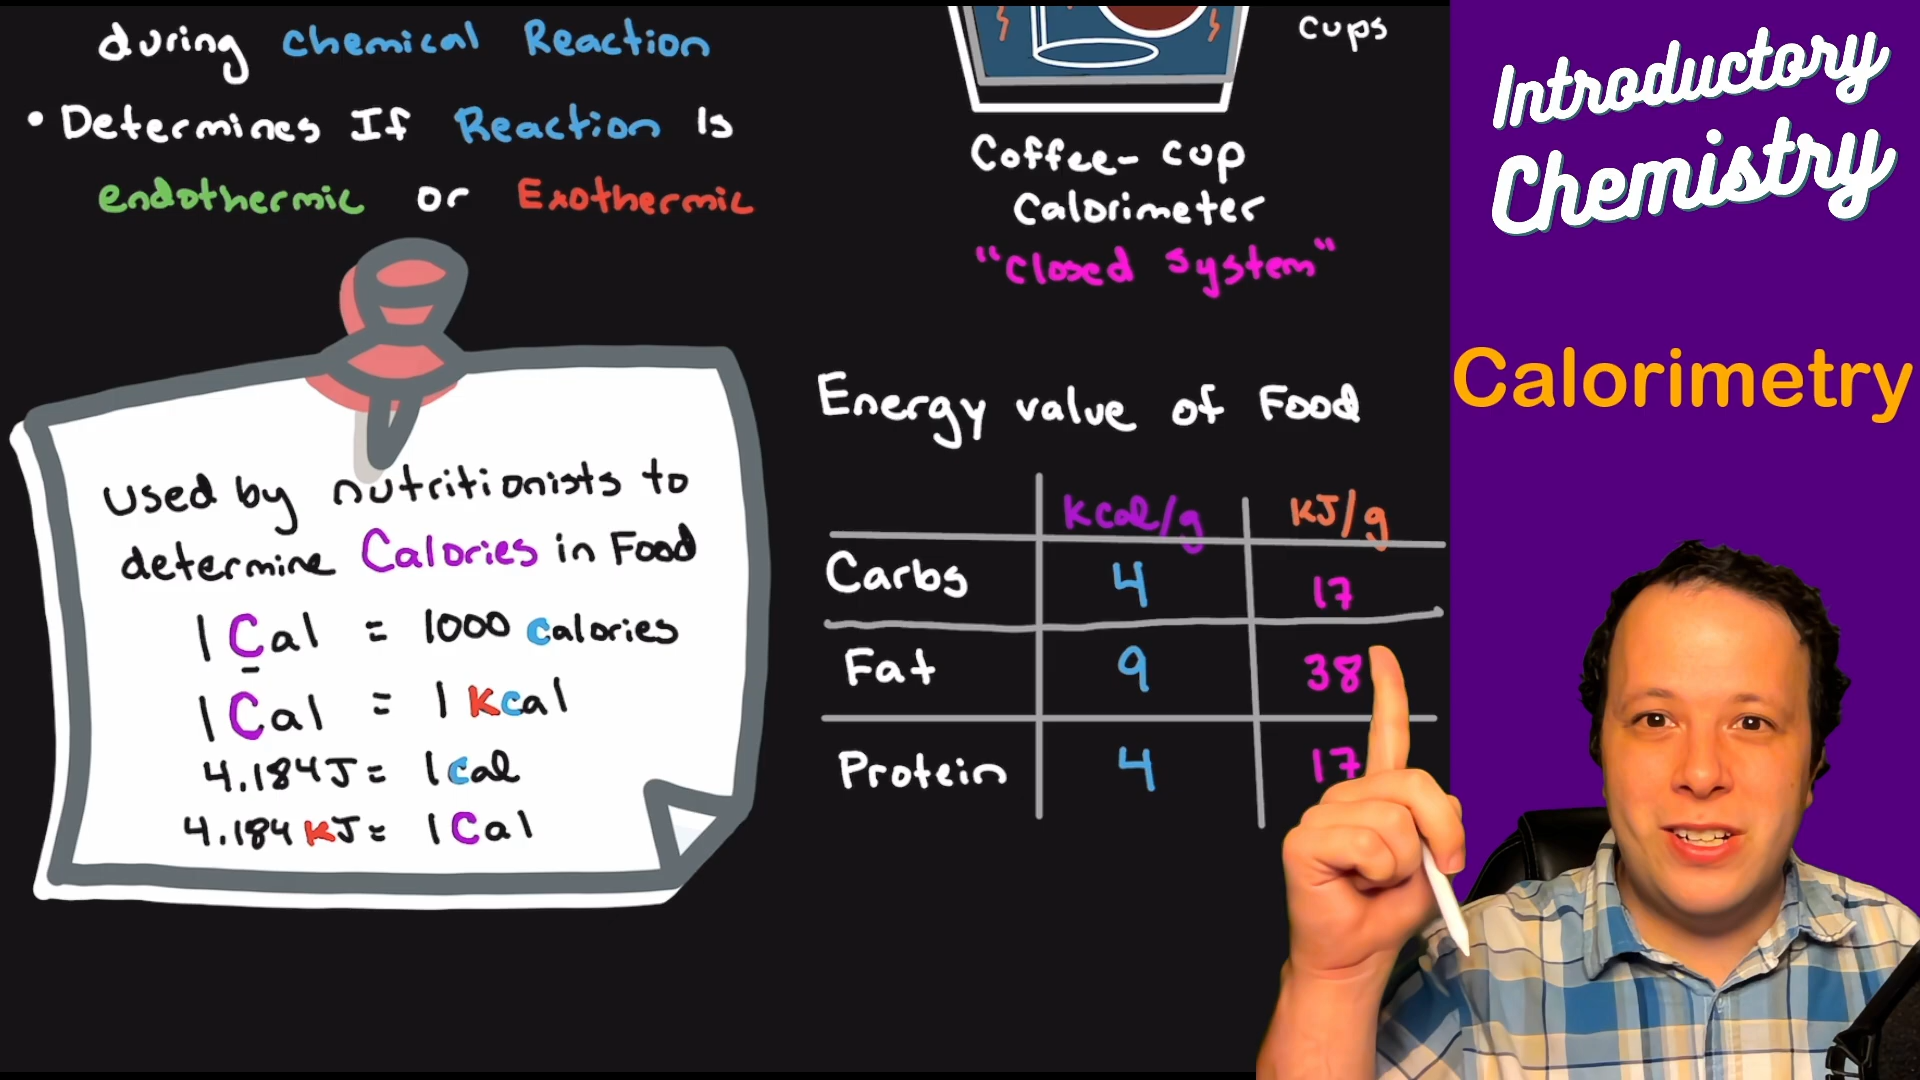 during chemical Reaction
• Determines If Reaction Is
endothermic or Exothermic
cups
Coffee-cup
Calorimeter
"Closed System"
used by nutritionists to
determine Calories in Food
1 Cal = 1000 calories
1 Cal = 1 Kcal
4.184J = 1 cal
4.184 KJ = 1 Cal
Energy value of Food
Kcal/g KJ/g
Carbs 4 17
Fat 9 38
Protein 4 17
Introductory
Chemistry
Calorimetry